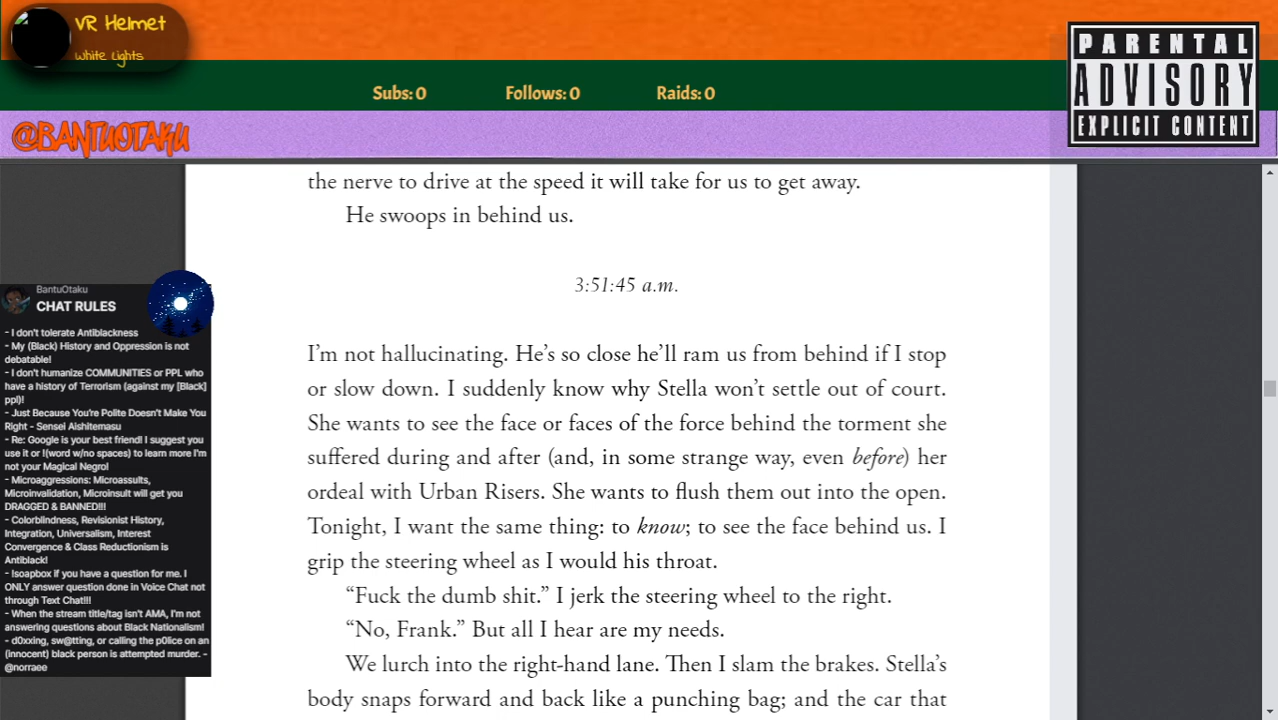 VR Helmet
White Lights
PARENTAL
ADVISORY
EXPLICIT CONTENT
Subs: 0
Follows: 0
Raids: 0
@BANTUOTAKU
the nerve to drive at the speed it will take for us to get away.
He swoops in behind us.
3:51:45 a.m.
I’m not hallucinating. He’s so close he’ll ram us from behind if I stop
or slow down. I suddenly know why Stella won’t settle out of court.
She wants to see the face or faces of the force behind the torment she
suffered during and after (and, in some strange way, even before) her
ordeal with Urban Risers. She wants to flush them out into the open.
Tonight, I want the same thing: to know; to see the face behind us. I
grip the steering wheel as I would his throat.
“Fuck the dumb shit.” I jerk the steering wheel to the right.
“No, Frank.” But all I hear are my needs.
We lurch into the right-hand lane. Then I slam the brakes. Stella’s
body snaps forward and back like a punching bag; and the car that
BantuOtaku
CHAT RULES
- I don't tolerate Antiblackness
- My (Black) History and Oppression is not
debatable!
- I don't humanize COMMUNITIES or PPL who
have a history of Terrorism (against my [Black]
ppl)!
- Just Because You're Polite Doesn't Make You
Right - Sensei Aishitemasu
- Re: Google is your best friend! I suggest you
use it or !(word w/no spaces) to learn more I'm
not your Magical Negro!
- Microaggressions: Microassults,
Microinvalidation, Microinsult will get you
DRAGGED & BANNED!!!
- Colorblindness, Revisionist History,
Integration, Universalism, Interest
Convergence & Class Reductionism is
Antiblack!
- !soapbox if you have a question for me. I
ONLY answer question done in Voice Chat not
through Text Chat!!!
- When the stream title/tag isn't AMA, I'm not
answering questions about Black Nationalism!
- d0xxing, sw@tting, or calling the p0lice on an
(innocent) black person is attempted murder. -
@norraee